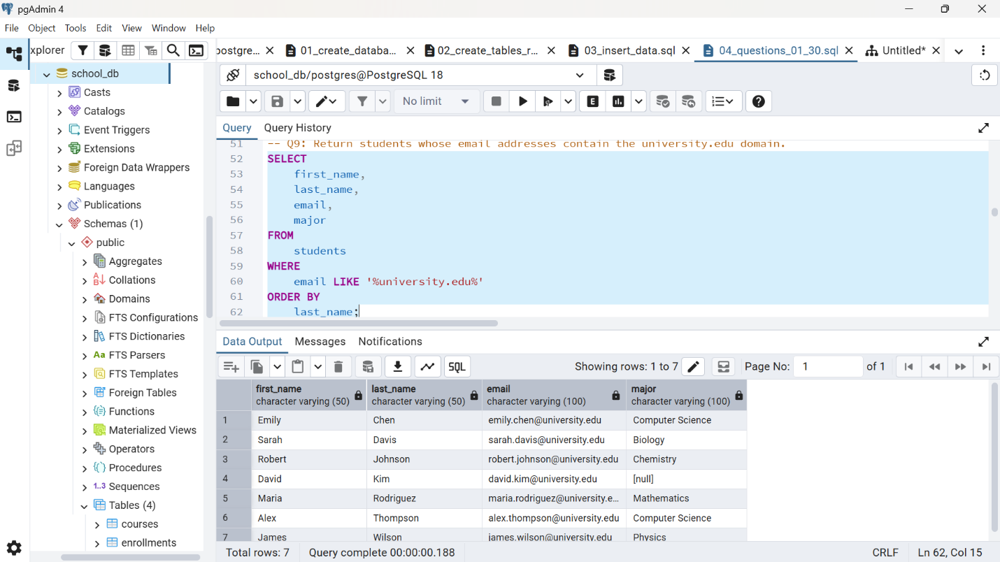 pgAdmin 4
File Object Tools Edit View Window Help
xplorer
postgre... 01_create_databa... 02_create_tables_r... 03_insert_data.sql 04_questions_01_30.sql Untitled*
school_db/postgres@PostgreSQL 18
No limit
E
Query Query History
school_db
Casts
Catalogs
Event Triggers
Extensions
Foreign Data Wrappers
Languages
Publications
Schemas (1)
public
Aggregates
Collations
Domains
FTS Configurations
FTS Dictionaries
Aa FTS Parsers
FTS Templates
Foreign Tables
Functions
Materialized Views
Operators
Procedures
1..3 Sequences
Tables (4)
courses
enrollments
51 -- Q9: Return students whose email addresses contain the university.edu domain.
52 SELECT
53 first_name,
54 last_name,
55 email,
56 major
57 FROM
58 students
59 WHERE
60 email LIKE '%university.edu%'
61 ORDER BY
62 last_name;
Data Output Messages Notifications
SQL Showing rows: 1 to 7 Page No: 1 of 1
first_name last_name email major
character varying (50) character varying (50) character varying (100) character varying (100)
1 Emily Chen emily.chen@university.edu Computer Science
2 Sarah Davis sarah.davis@university.edu Biology
3 Robert Johnson robert.johnson@university.edu Chemistry
4 David Kim david.kim@university.edu [null]
5 Maria Rodriguez maria.rodriguez@university.e... Mathematics
6 Alex Thompson alex.thompson@university.edu Computer Science
7 James Wilson james.wilson@university.edu Physics
Total rows: 7 Query complete 00:00:00.188 CRLF Ln 62, Col 15